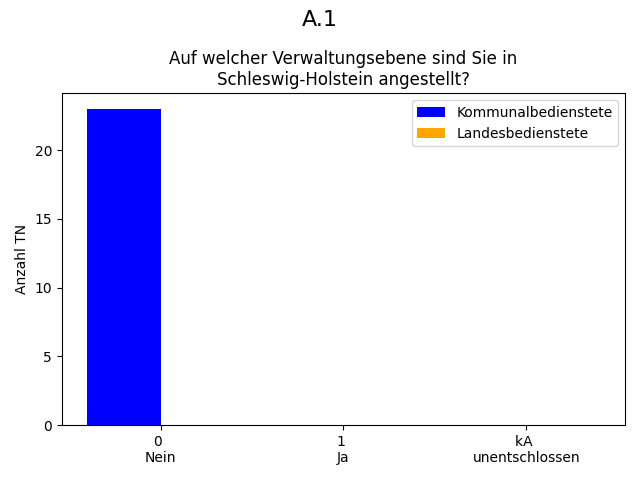 A.1
Auf welcher Verwaltungsebene sind Sie in
Schleswig-Holstein angestellt?
Kommunalbedienstete
Landesbedienstete
Anzahl TN
20
15
10
5
0
0
Nein
1
Ja
kA
unentschlossen